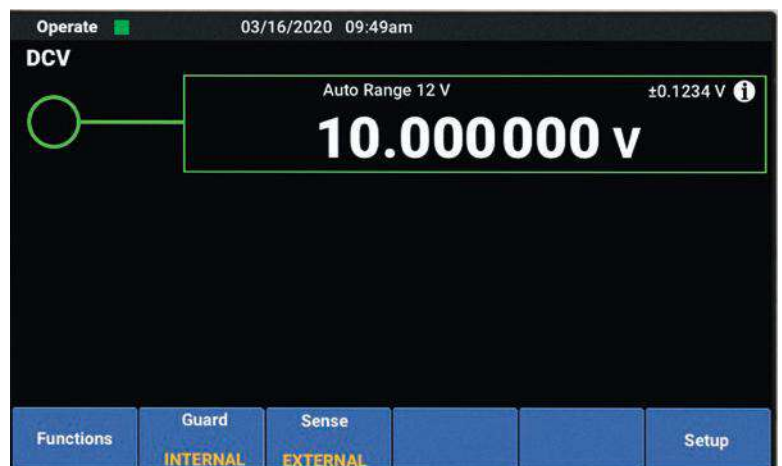 Operate 03/16/2020 09:49am
DCV
Auto Range 12 V ±0.1234 V i
10.000000 V
Functions Guard Sense Setup
INTERNAL EXTERNAL